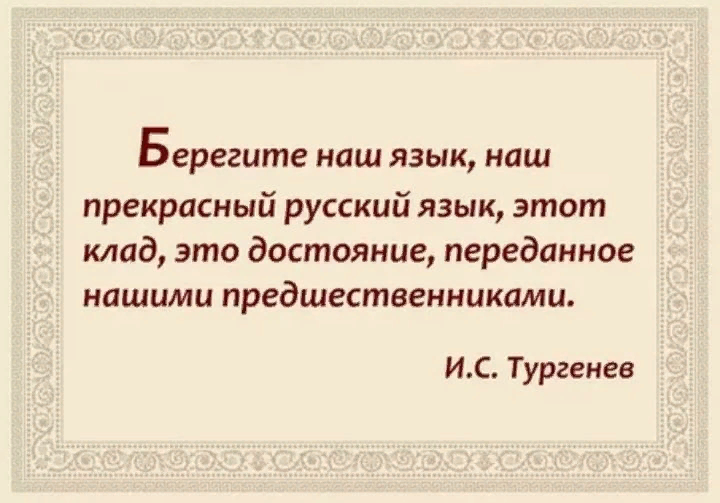 Берегите наш язык, наш
прекрасный русский язык, этот
клад, это достояние, переданное
нашими предшественниками.
И.С. Тургенев